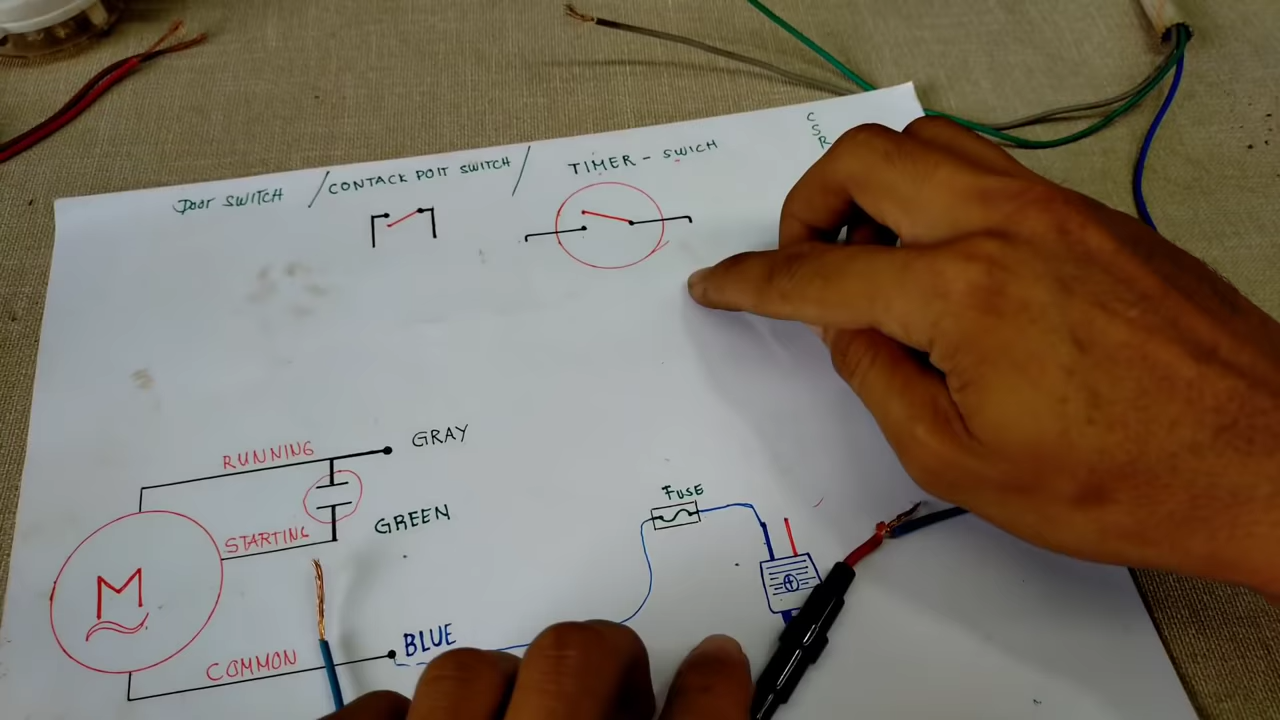 Door SWITCH / CONTACK POIT SWITCH / TIMER - SWICH
C
S
R
RUNNING
GRAY
STARTING
GREEN
M
COMMON
BLUE
FUSE